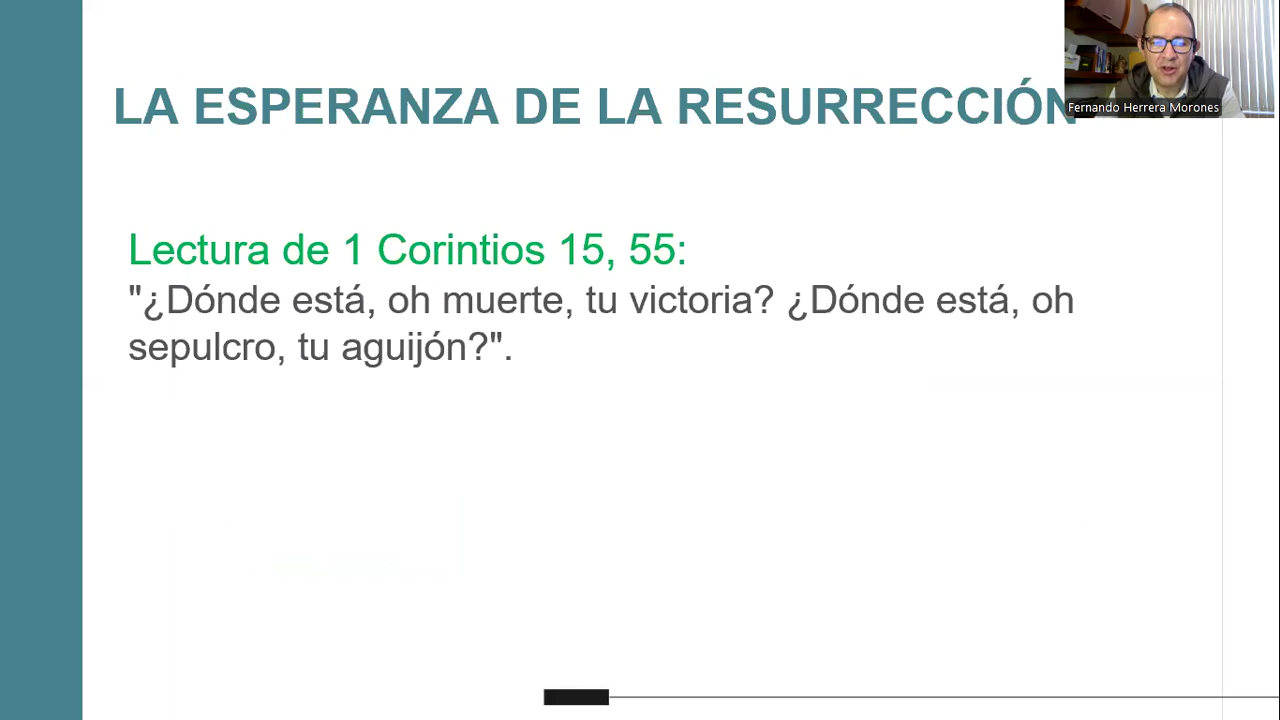 LA ESPERANZA DE LA RESURRECCIÓN
Fernando Herrera Morones
Lectura de 1 Corintios 15, 55:
"¿Dónde está, oh muerte, tu victoria? ¿Dónde está, oh
sepulcro, tu aguijón?".